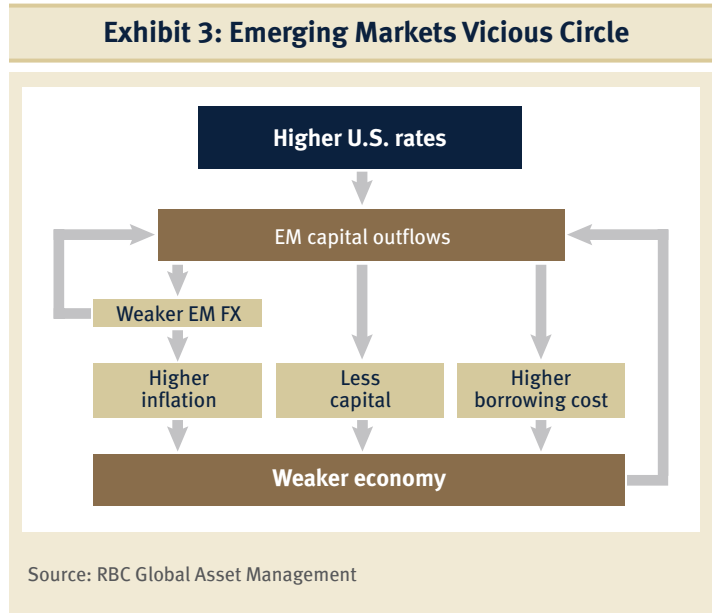 Exhibit 3: Emerging Markets Vicious Circle
Higher U.S. rates
EM capital outflows
Weaker EM FX
Higher
inflation
Less
capital
Higher
borrowing cost
Weaker economy
Source: RBC Global Asset Management